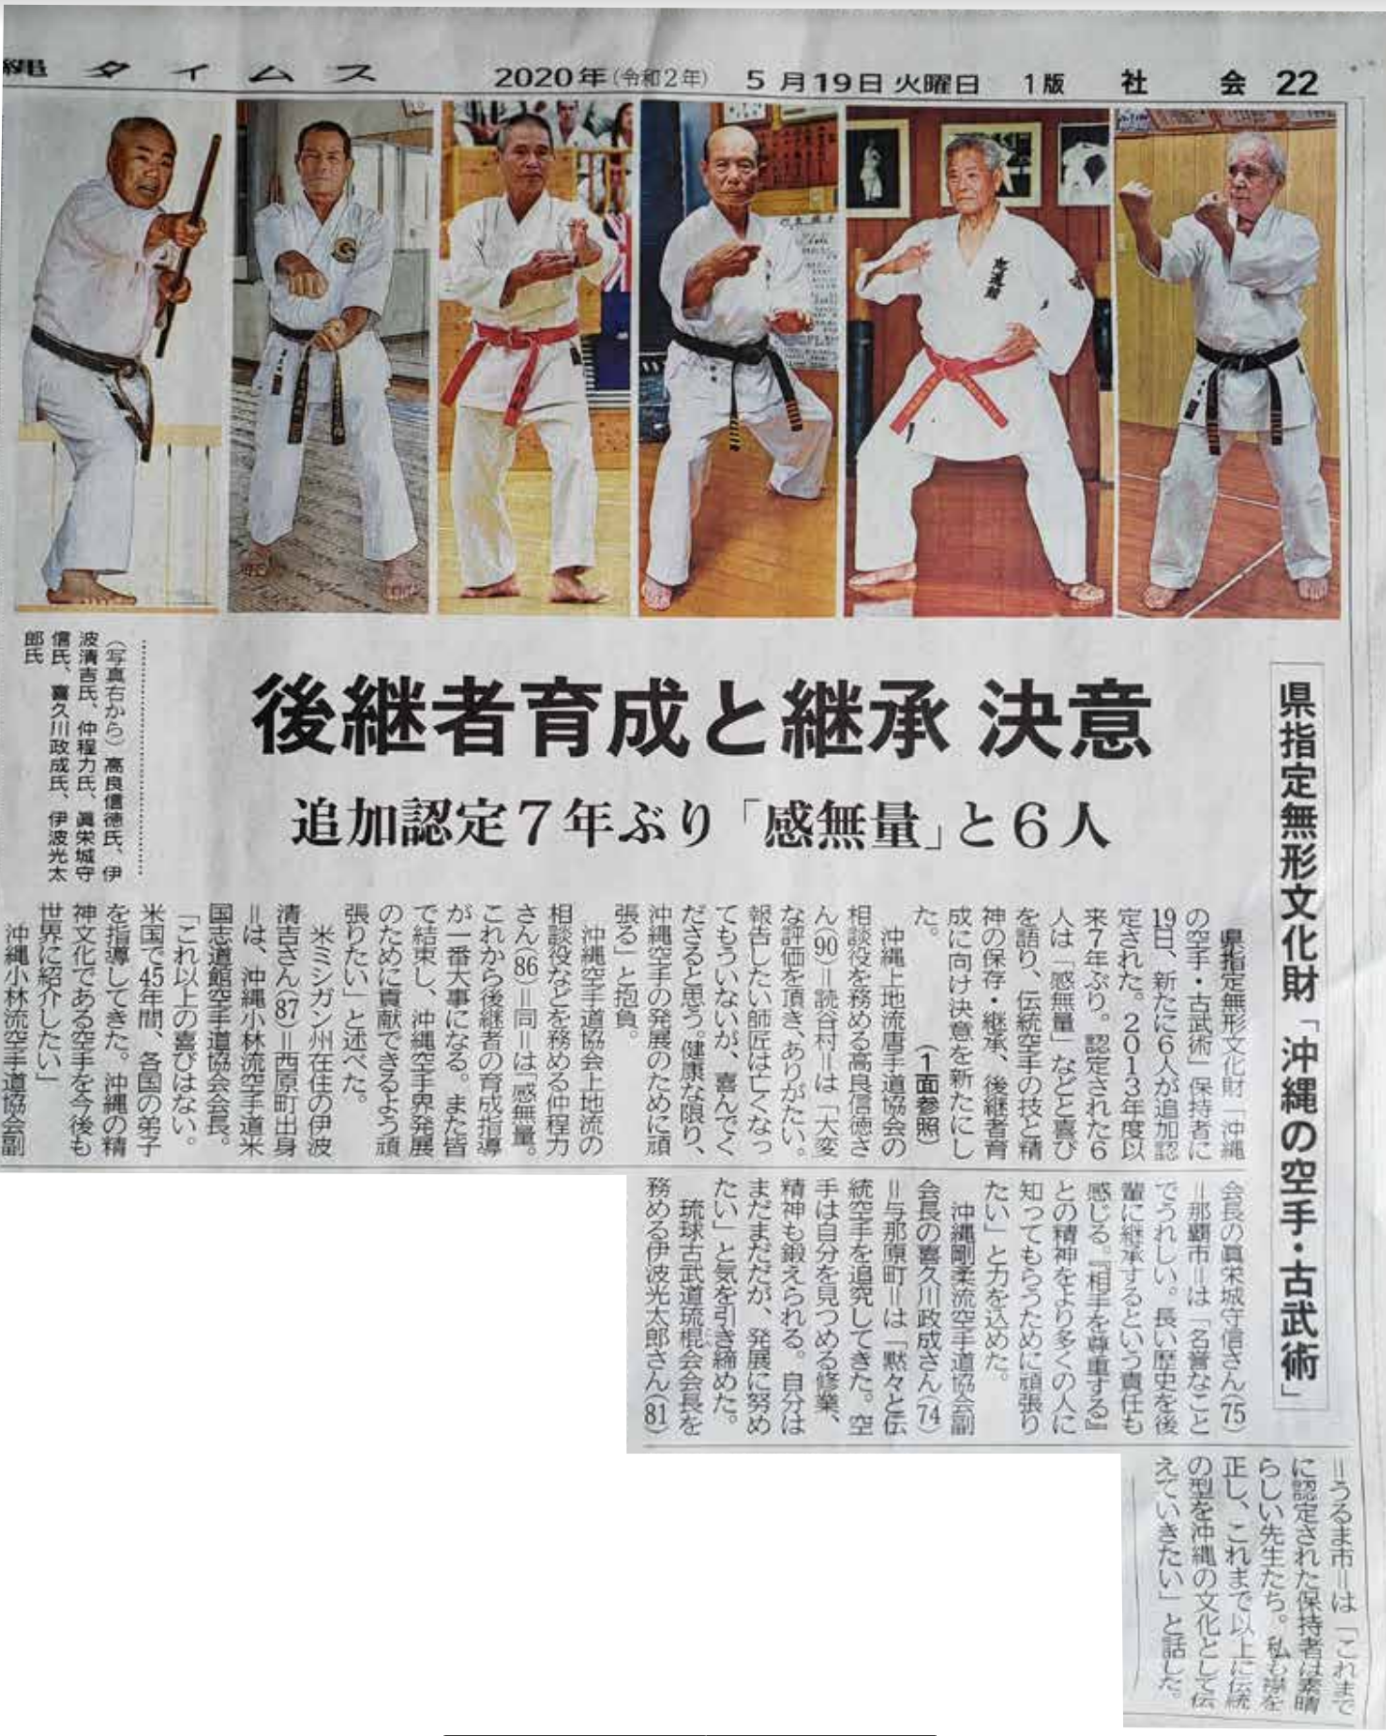 縄タイムス
2020年(令和2年) 5月19日 火曜日 1版 社会 22
県指定無形文化財「沖縄の空手・古武術」
後継者育成と継承 決意
追加認定7年ぶり「感無量」と6人
(写真右から)高良信徳氏、伊
波清吉氏、仲程力氏、眞栄城守
信氏、喜久川政成氏、伊波光太
郎氏
県指定無形文化財「沖縄
の空手・古武術」保持者に
19日、新たに6人が追加認
定された。2013年度以
来7年ぶり。認定された6
人は「感無量」などと喜び
を語り、伝統空手の技と精
神の保存・継承、後継者育
成に向け決意を新たにし
た。(1面参照)
沖縄上地流唐手道協会の
相談役を務める高良信徳さ
ん(90)=読谷村=は「大変
な評価を頂き、ありがたい。
報告したい師匠は亡くなっ
てもういないが、喜んでく
ださると思う。健康な限り、
沖縄空手の発展のために頑
張る」と抱負。
沖縄空手道協会上地流の
相談役などを務める仲程力
さん(86)=同=は「感無量。
これから後継者の育成指導
が一番大事になる。また皆
で結束し、沖縄空手界発展
のために貢献できるよう頑
張りたい」と述べた。
米ミシガン州在住の伊波
清吉さん(87)=西原町出身
=は、沖縄小林流空手道米
国志道館空手道協会会長。
「これ以上の喜びはない。
米国で45年間、各国の弟子
を指導してきた。沖縄の精
神文化である空手を今後も
世界に紹介したい」
沖縄小林流空手道協会副
会長の眞栄城守信さん(75)
=那覇市=は「名誉なこと
でうれしい。長い歴史を後
輩に継承するという責任も
感じる。『相手を尊重する』
との精神をより多くの人に
知ってもらうために頑張り
たい」と力を込めた。
沖縄剛柔流空手道協会副
会長の喜久川政成さん(74)
=与那原町=は「黙々と伝
統空手を追究してきた。空
手は自分を見つめる修業、
精神も鍛えられる。自分は
まだまだだが、発展に努め
たい」と気を引き締めた。
琉球古武道琉棍会会長を
務める伊波光太郎さん(81)
=うるま市=は「これまで
に認定された保持者は素晴
らしい先生たち。私も襟を
正し、これまで以上に伝統
の型を沖縄の文化として伝
えていきたい」と話した。